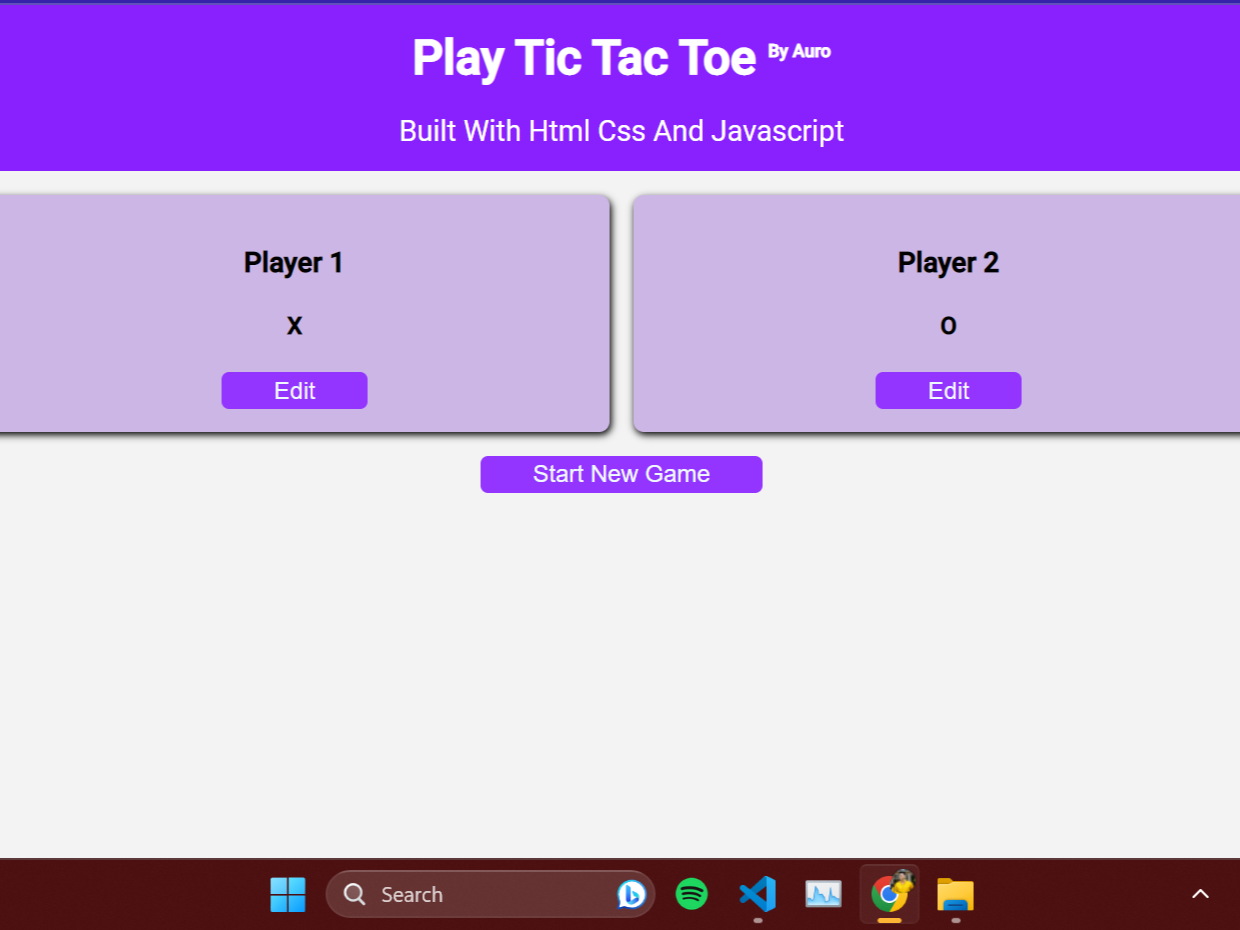 Play Tic Tac Toe By Auro
Built With Html Css And Javascript
Player 1
X
Edit
Player 2
O
Edit
Start New Game
Search